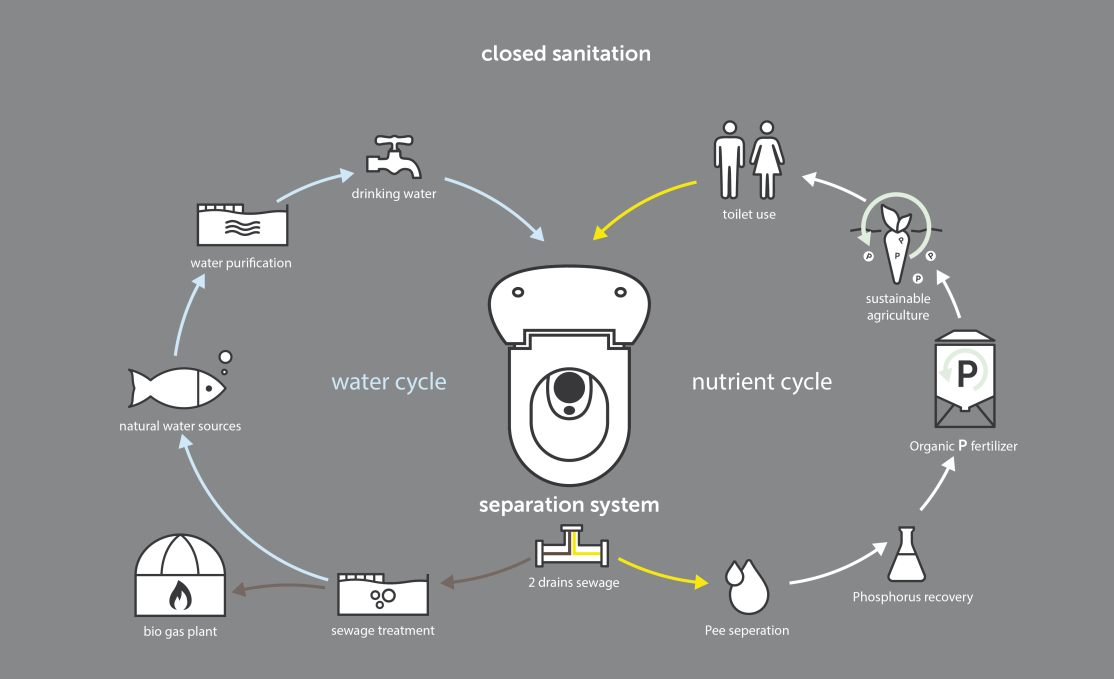 closed sanitation
drinking water
toilet use
water purification
sustainable
agriculture
P
P
P
P
P
water cycle
nutrient cycle
P
natural water sources
Organic P fertilizer
separation system
2 drains sewage
Phosphorus recovery
bio gas plant
sewage treatment
Pee seperation